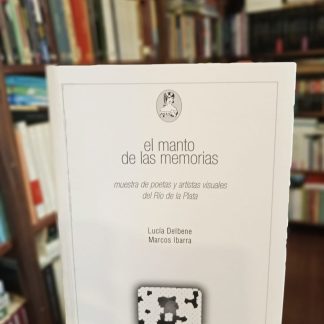 el manto
de las memorias
muestra de poetas y artistas visuales
del Río de la Plata
Lucía Delbene
Marcos Ibarra